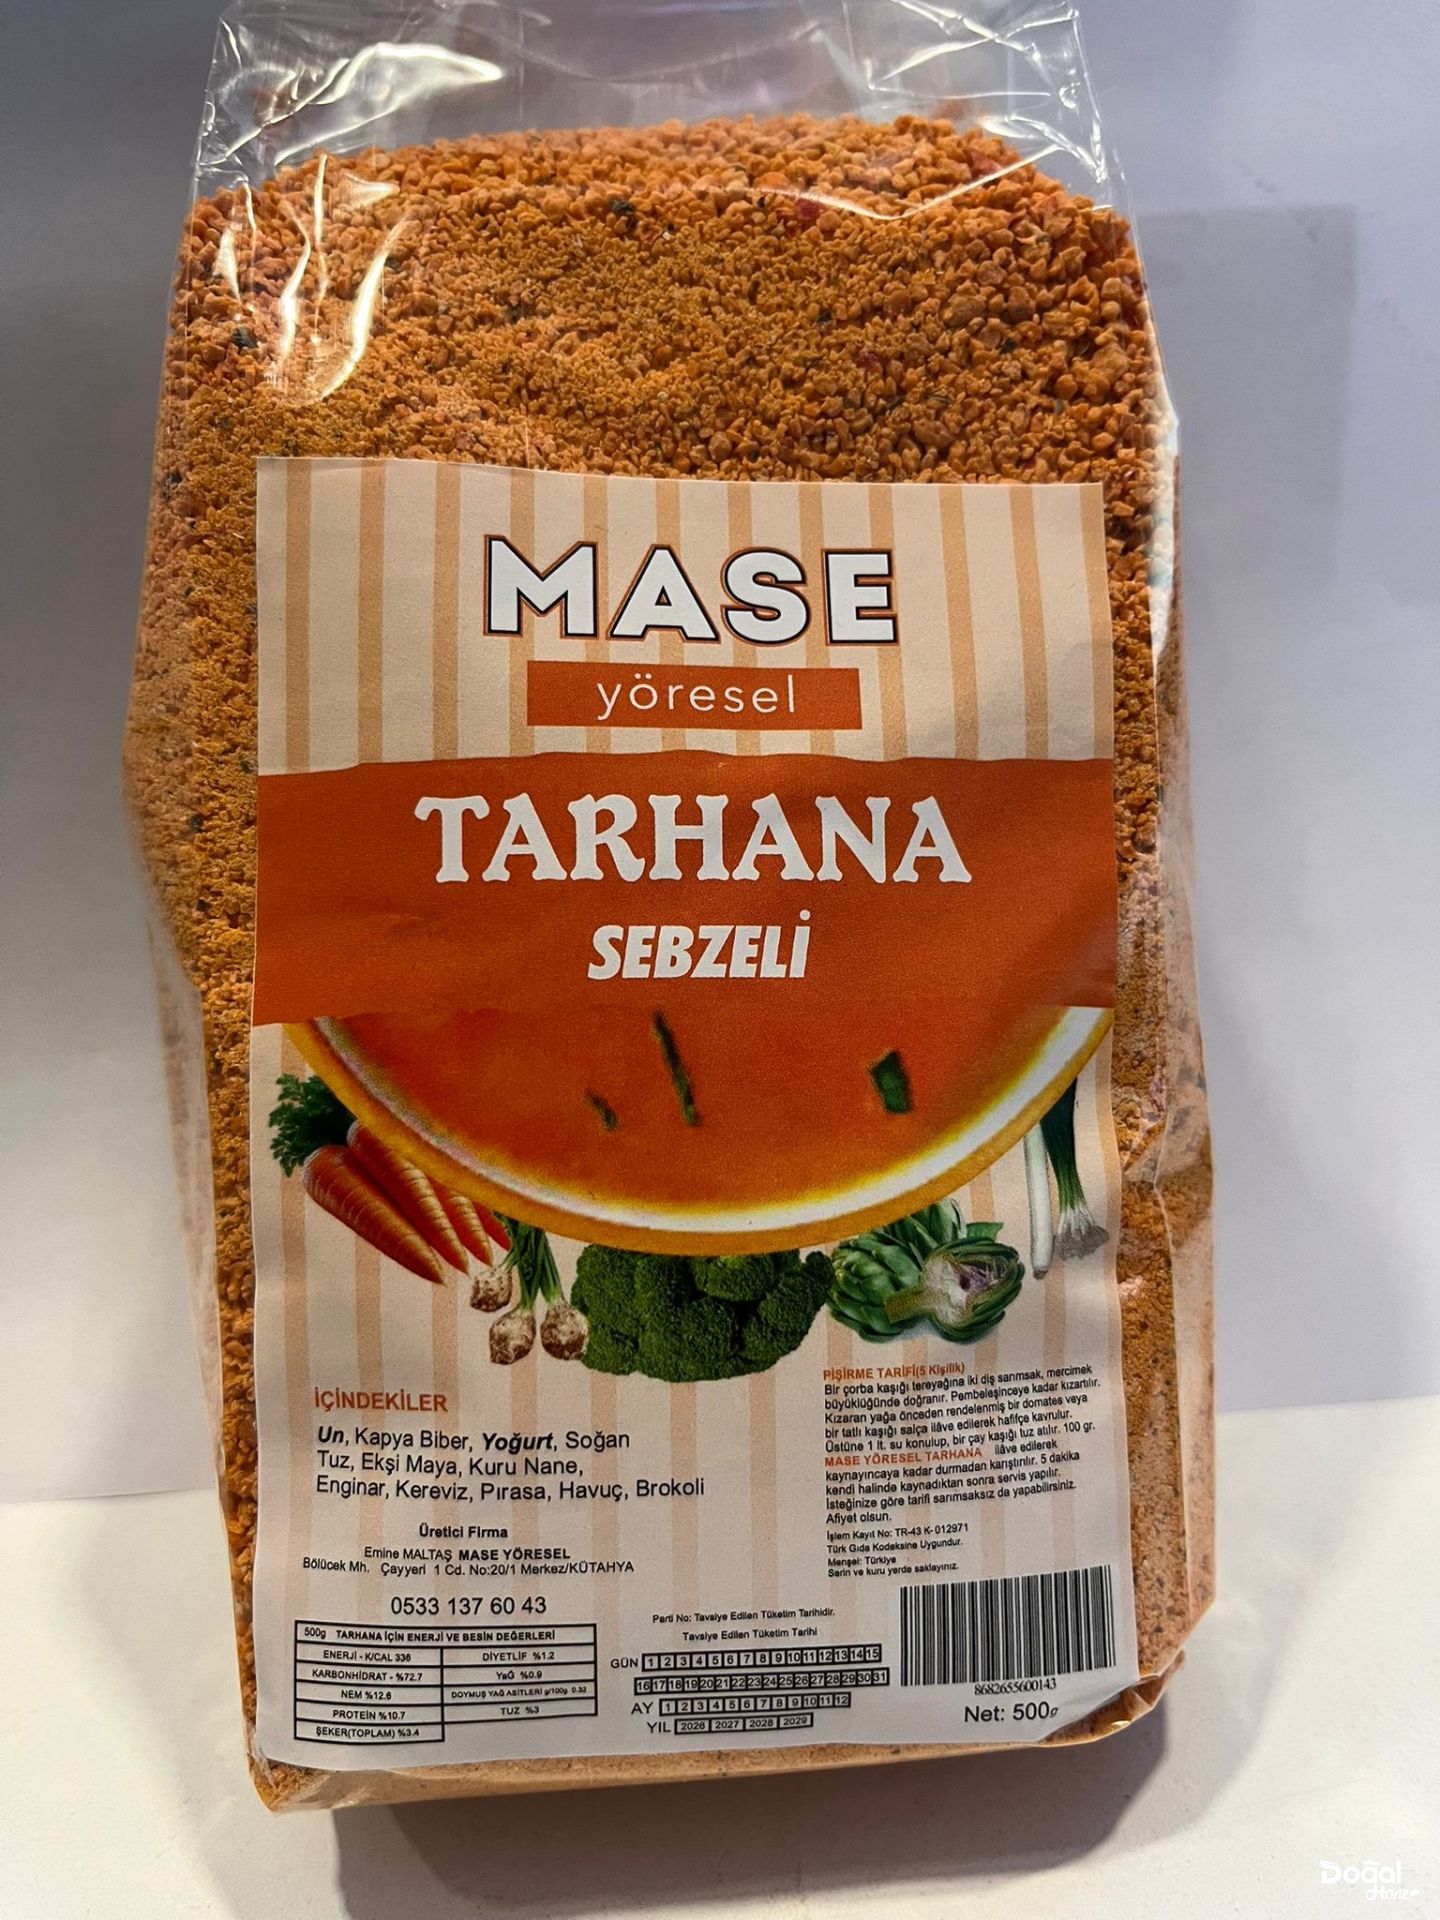 MASE
yöresel
TARHANA
SEBZELİ
İÇİNDEKİLER
Un, Kapya Biber, Yoğurt, Soğan
Tuz, Ekşi Maya, Kuru Nane,
Enginar, Kereviz, Pırasa, Havuç, Brokoli
Üretici Firma
Emine MALTAŞ MASE YÖRESEL
Bölücek Mh. Çayyeri 1 Cd. No:20/1 Merkez/KÜTAHYA
0533 137 60 43
500g TARHANA İÇİN ENERJİ VE BESİN DEĞERLERİ
ENERJİ - K/CAL 336
DİYETLİF %1.2
KARBONHİDRAT - %72.7
YağĞ %0.9
NEM %12.6
DOYMUŞ YAĞ ASİTLERİ g/100g 0.32
PROTEİN %10.7
TUZ %3
ŞEKER(TOPLAM) %3.4
PİŞİRME TARİFİ(5 Kişilik)
Bir çorba kaşığı tereyağına iki diş sarımsak, mercimek
büyüklüğünde doğranır. Pembeleşinceye kadar kızartılır.
Kızaran yağa önceden rendelenmiş bir domates veya
bir tatlı kaşığı salça ilâve edilerek hafifçe kavrulur.
Üstüne 1 lt. su konulup, bir çay kaşığı tuz atılır. 100 gr.
MASE YÖRESEL TARHANA ilâve edilerek
kaynayıncaya kadar durmadan karıştırılır. 5 dakika
kendi halinde kaynadıktan sonra servis yapılır.
İsteğinize göre tarifi sarımsaksız da yapabilirsiniz.
Afiyet olsun.
İşlem Kayıt No: TR-43 K- 012971
Türk Gıda Kodeksine Uygundur.
Menşei: Türkiye
Serin ve kuru yerde saklayınız.
Parti No: Tavsiye Edilen Tüketim Tarihidir.
Tavsiye Edilen Tüketim Tarihi
GÜN 1 2 3 4 5 6 7 8 9 10 11 12 13 14 15
16 17 18 19 20 21 22 23 24 25 26 27 28 29 30 31
AY 1 2 3 4 5 6 7 8 9 10 11 12
YIL 2026 2027 2028 2029
8682655600143
Net: 500g
Doğal
Hane